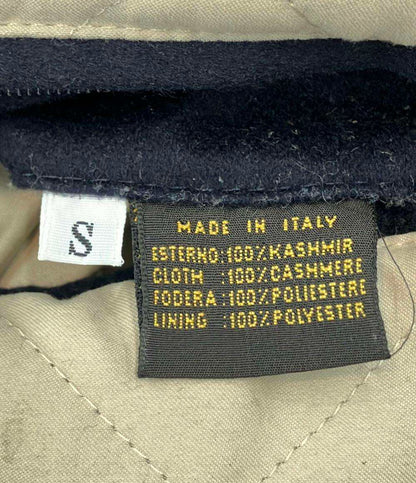 S
MADE IN ITALY
ESTERNO:100%KASHMIR
CLOTH :100%CASHMERE
FODERA :100%POLIESTERE
LINING :100%POLYESTER